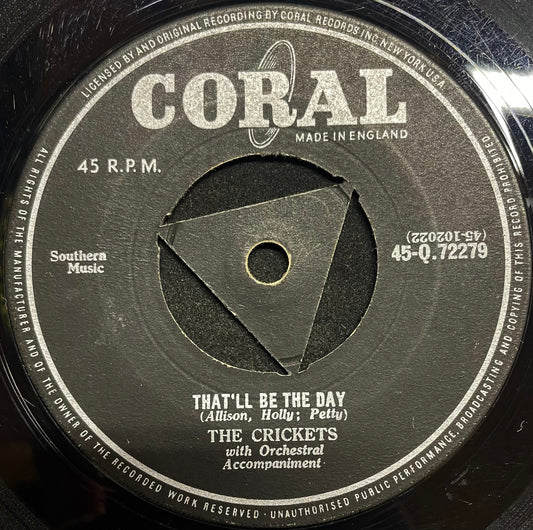 LICENSED BY AND ORIGINAL RECORDING BY CORAL RECORDS INC NEW YORK U.S.A.
CORAL
MADE IN ENGLAND
45 R.P.M.
Southern
Music
(45-102022)
45-Q.72279
THAT'LL BE THE DAY
(Allison, Holly; Petty)
THE CRICKETS
with Orchestral
Accompaniment
ALL RIGHTS OF THE MANUFACTURER AND OF THE OWNER OF THE RECORDED WORK RESERVED · UNAUTHORISED PUBLIC PERFORMANCE, BROADCASTING AND COPYING OF THIS RECORD PROHIBITED